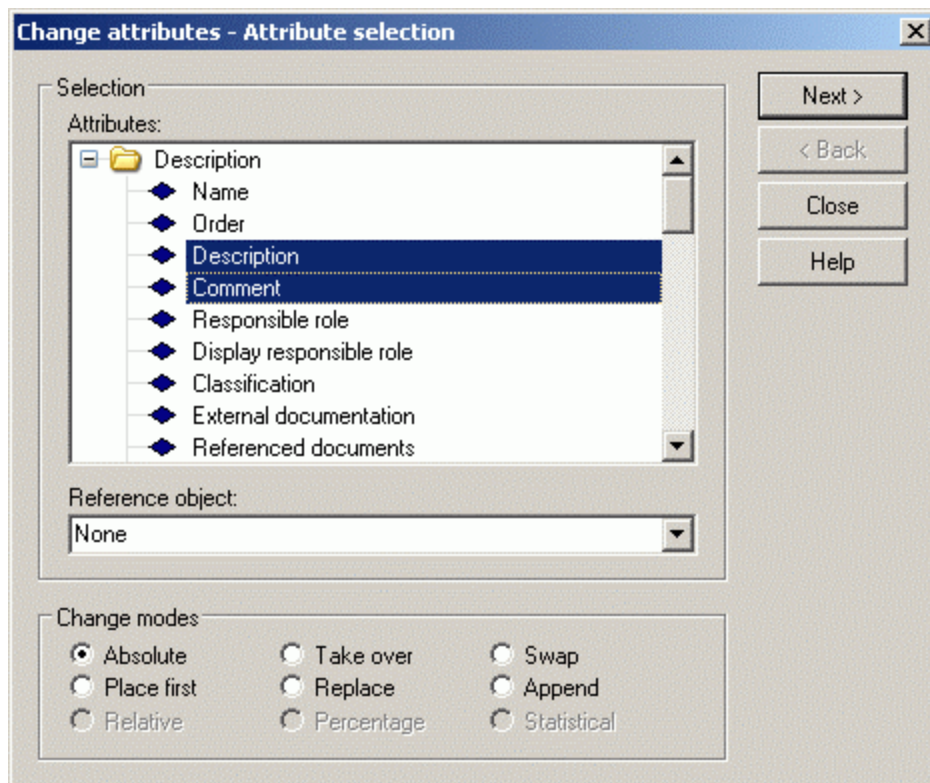 Change attributes - Attribute selection
Selection
Attributes:
Description
Name
Order
Description
Comment
Responsible role
Display responsible role
Classification
External documentation
Referenced documents
Reference object:
None
Change modes
Absolute Take over Swap
Place first Replace Append
Relative Percentage Statistical
Next >
< Back
Close
Help